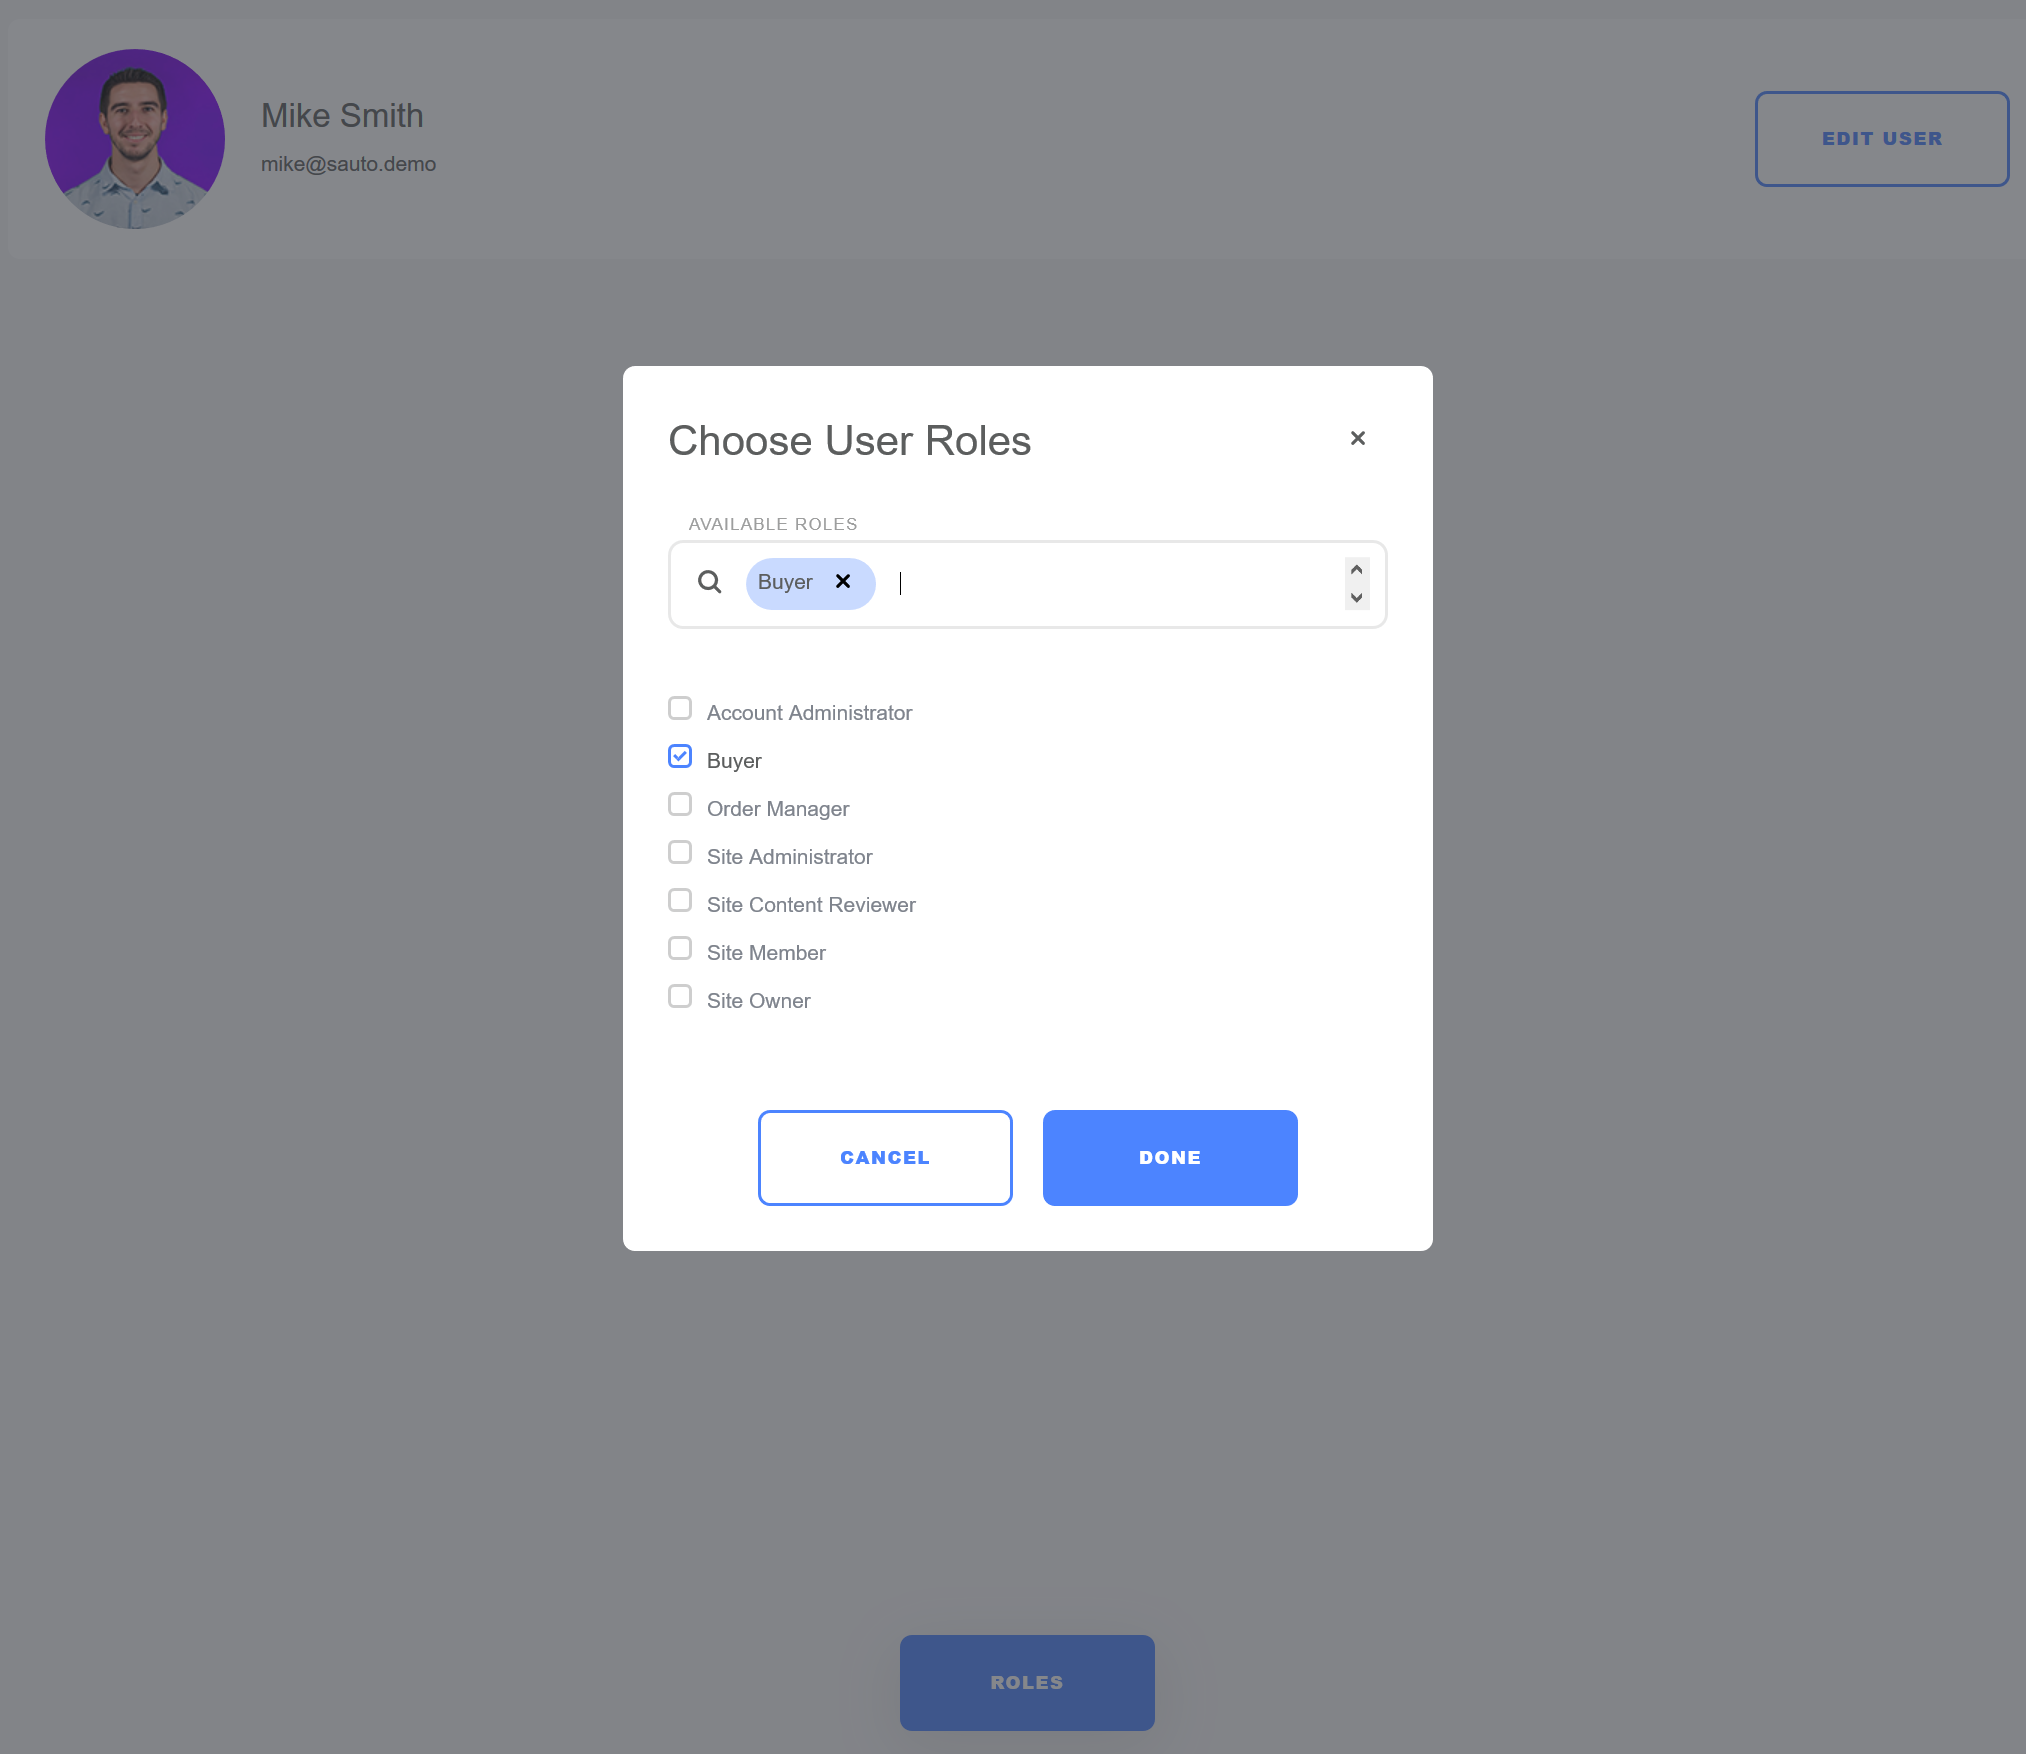 Mike Smith
mike@sauto.demo
EDIT USER
Choose User Roles
AVAILABLE ROLES
Buyer
Account Administrator
Buyer
Order Manager
Site Administrator
Site Content Reviewer
Site Member
Site Owner
CANCEL
DONE
ROLES